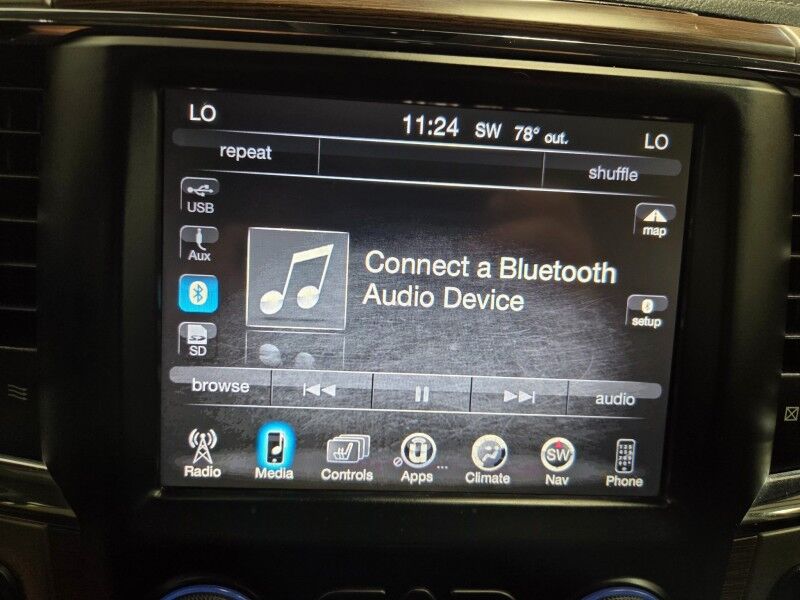 LO 11:24 SW 78° out. LO
repeat shuffle
USB
map
Aux
Connect a Bluetooth
Audio Device
setup
SD
browse audio
Radio Media Controls Apps ... Climate SW Nav Phone